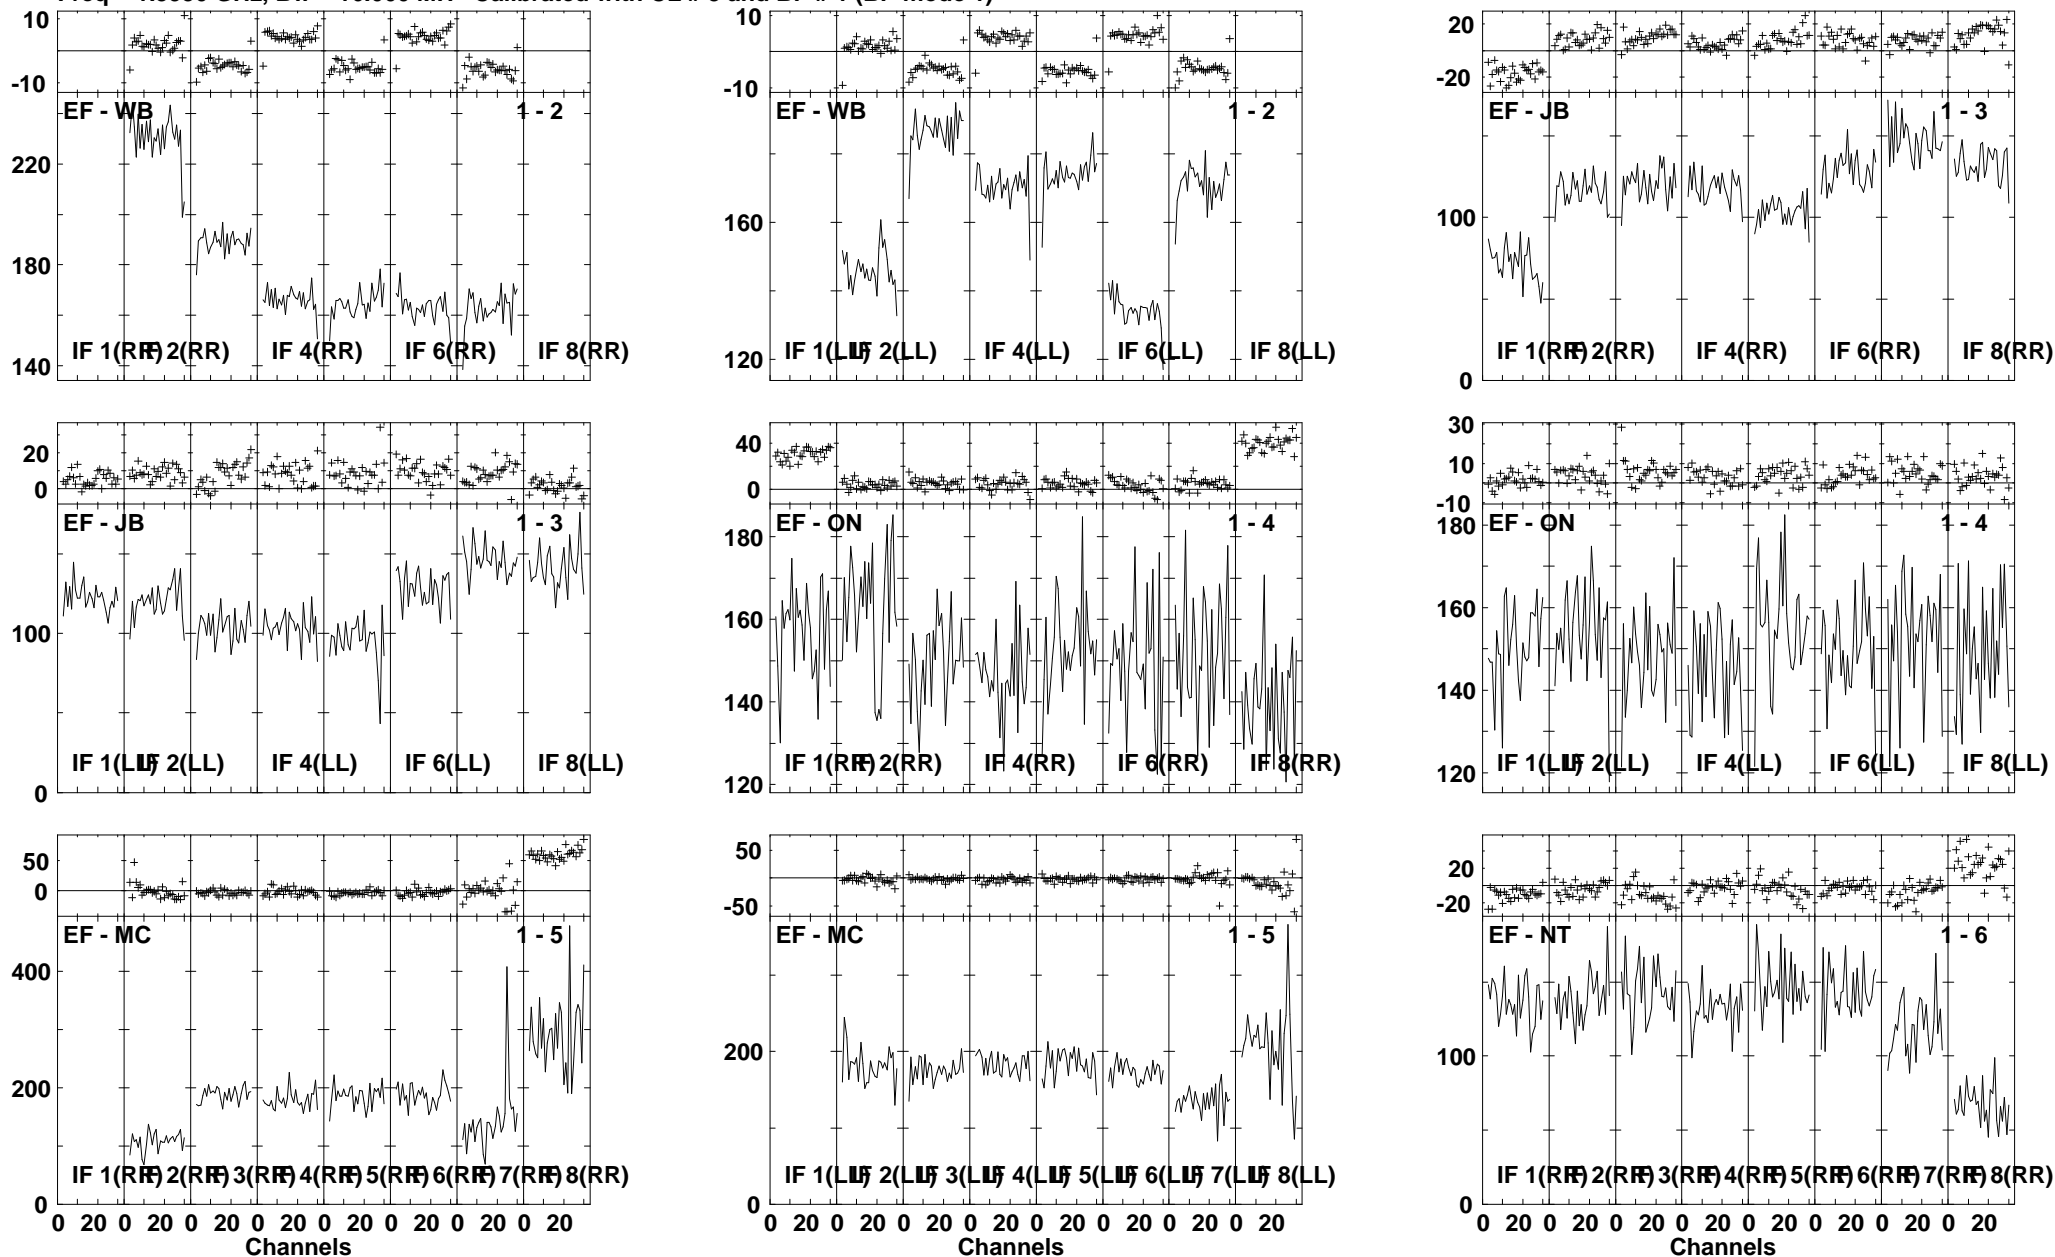 10
-10
EF - WB 1 - 2
220
180
140
IF 1(RR) IF 2(RR) IF 4(RR) IF 6(RR) IF 8(RR)
10
-10
EF - WB 1 - 2
160
120
IF 1(LL) IF 2(LL) IF 4(LL) IF 6(LL) IF 8(LL)
20
-20
EF - JB 1 - 3
100
0
IF 1(RR) IF 2(RR) IF 4(RR) IF 6(RR) IF 8(RR)
20
0
EF - JB 1 - 3
100
0
IF 1(LL) IF 2(LL) IF 4(LL) IF 6(LL) IF 8(LL)
40
0
EF - ON 1 - 4
180
160
140
120
IF 1(RR) IF 2(RR) IF 4(RR) IF 6(RR) IF 8(RR)
30
10
-10
EF - ON 1 - 4
180
160
140
120
IF 1(LL) IF 2(LL) IF 4(LL) IF 6(LL) IF 8(LL)
50
0
EF - MC 1 - 5
400
200
0
IF 1(RR) IF 2(RR) IF 3(RR) IF 4(RR) IF 5(RR) IF 6(RR) IF 7(RR) IF 8(RR)
0 20 0 20 0 20 0 20 0 20 0 20 0 20 0 20
Channels
50
-50
EF - MC 1 - 5
200
0
IF 1(LL) IF 2(LL) IF 3(LL) IF 4(LL) IF 5(LL) IF 6(LL) IF 7(LL) IF 8(LL)
0 20 0 20 0 20 0 20 0 20 0 20 0 20 0 20
Channels
20
-20
EF - NT 1 - 6
100
0
IF 1(RR) IF 2(RR) IF 3(RR) IF 4(RR) IF 5(RR) IF 6(RR) IF 7(RR) IF 8(RR)
0 20 0 20 0 20 0 20 0 20 0 20 0 20 0 20
Channels